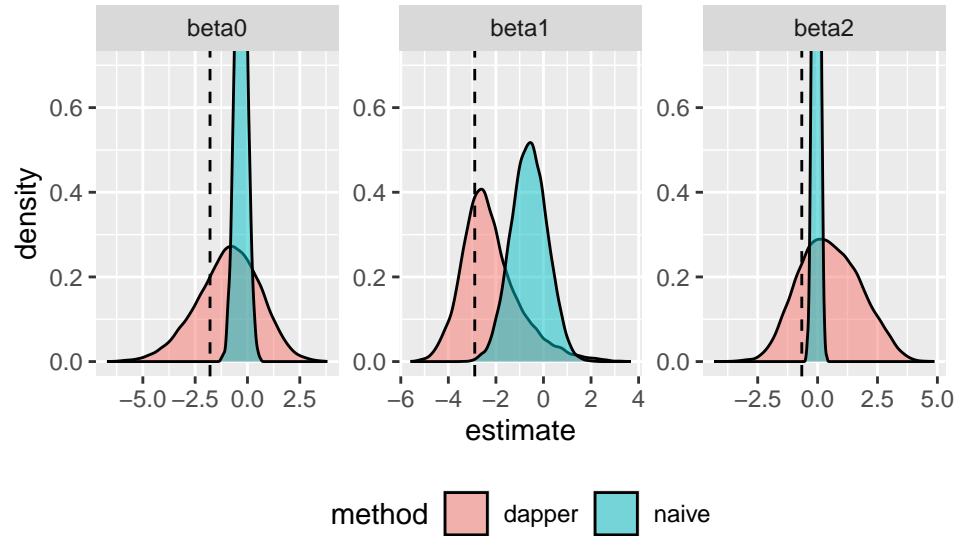 beta0 beta1 beta2
density
0.6 0.6 0.6
0.4 0.4 0.4
0.2 0.2 0.2
0.0 0.0 0.0
−5.0 −2.5 0.0 2.5 −6 −4 −2 0 2 4 −2.5 0.0 2.5 5.0
estimate
method dapper naive